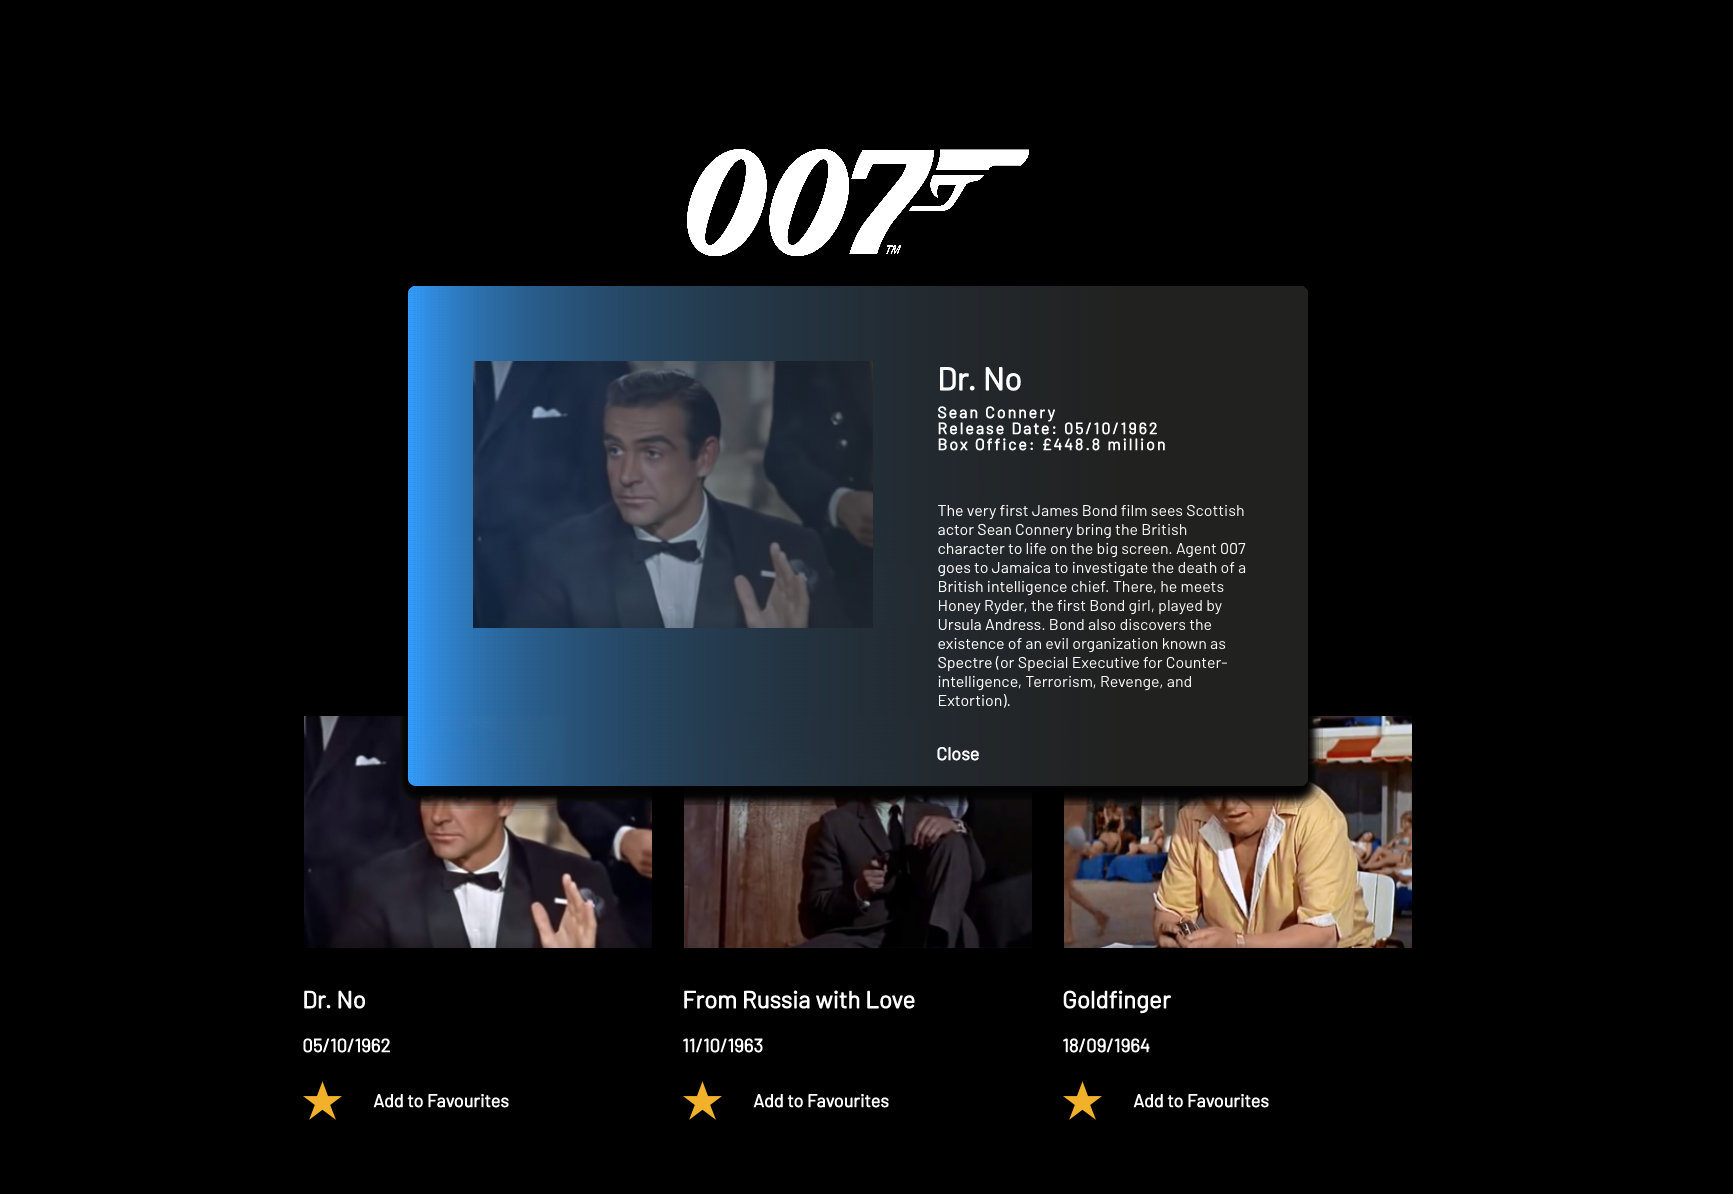 007
TM
Dr. No
Sean Connery
Release Date: 05/10/1962
Box Office: £448.8 million
The very first James Bond film sees Scottish
actor Sean Connery bring the British
character to life on the big screen. Agent 007
goes to Jamaica to investigate the death of a
British intelligence chief. There, he meets
Honey Ryder, the first Bond girl, played by
Ursula Andress. Bond also discovers the
existence of an evil organization known as
Spectre (or Special Executive for Counter-
intelligence, Terrorism, Revenge, and
Extortion).
Close
Dr. No
05/10/1962
Add to Favourites
From Russia with Love
11/10/1963
Add to Favourites
Goldfinger
18/09/1964
Add to Favourites